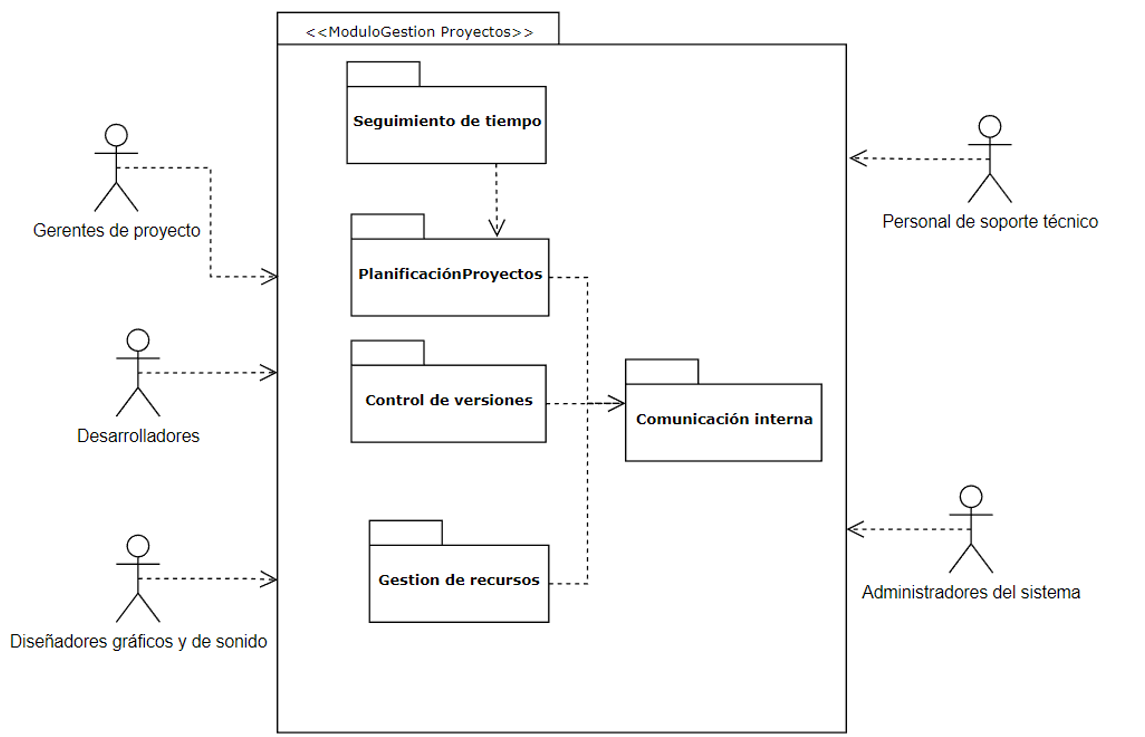 <<ModuloGestion Proyectos>>
Seguimiento de tiempo
Gerentes de proyecto
Personal de soporte técnico
PlanificaciónProyectos
Control de versiones
Comunicación interna
Desarrolladores
Gestion de recursos
Administradores del sistema
Diseñadores gráficos y de sonido